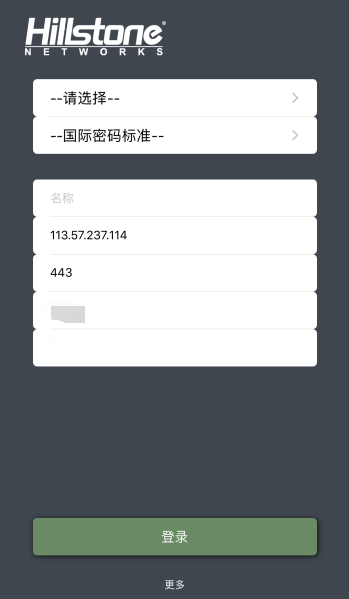 Hillstone®
NETWORKS
--请选择--
--国际密码标准--
名称
113.57.237.114
443
登录
更多